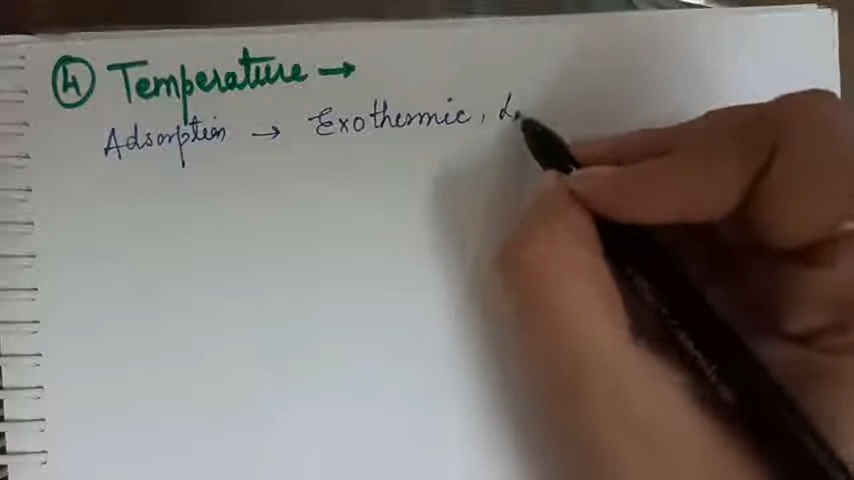 ④ Temperature →
Adsorption → Exothermic,